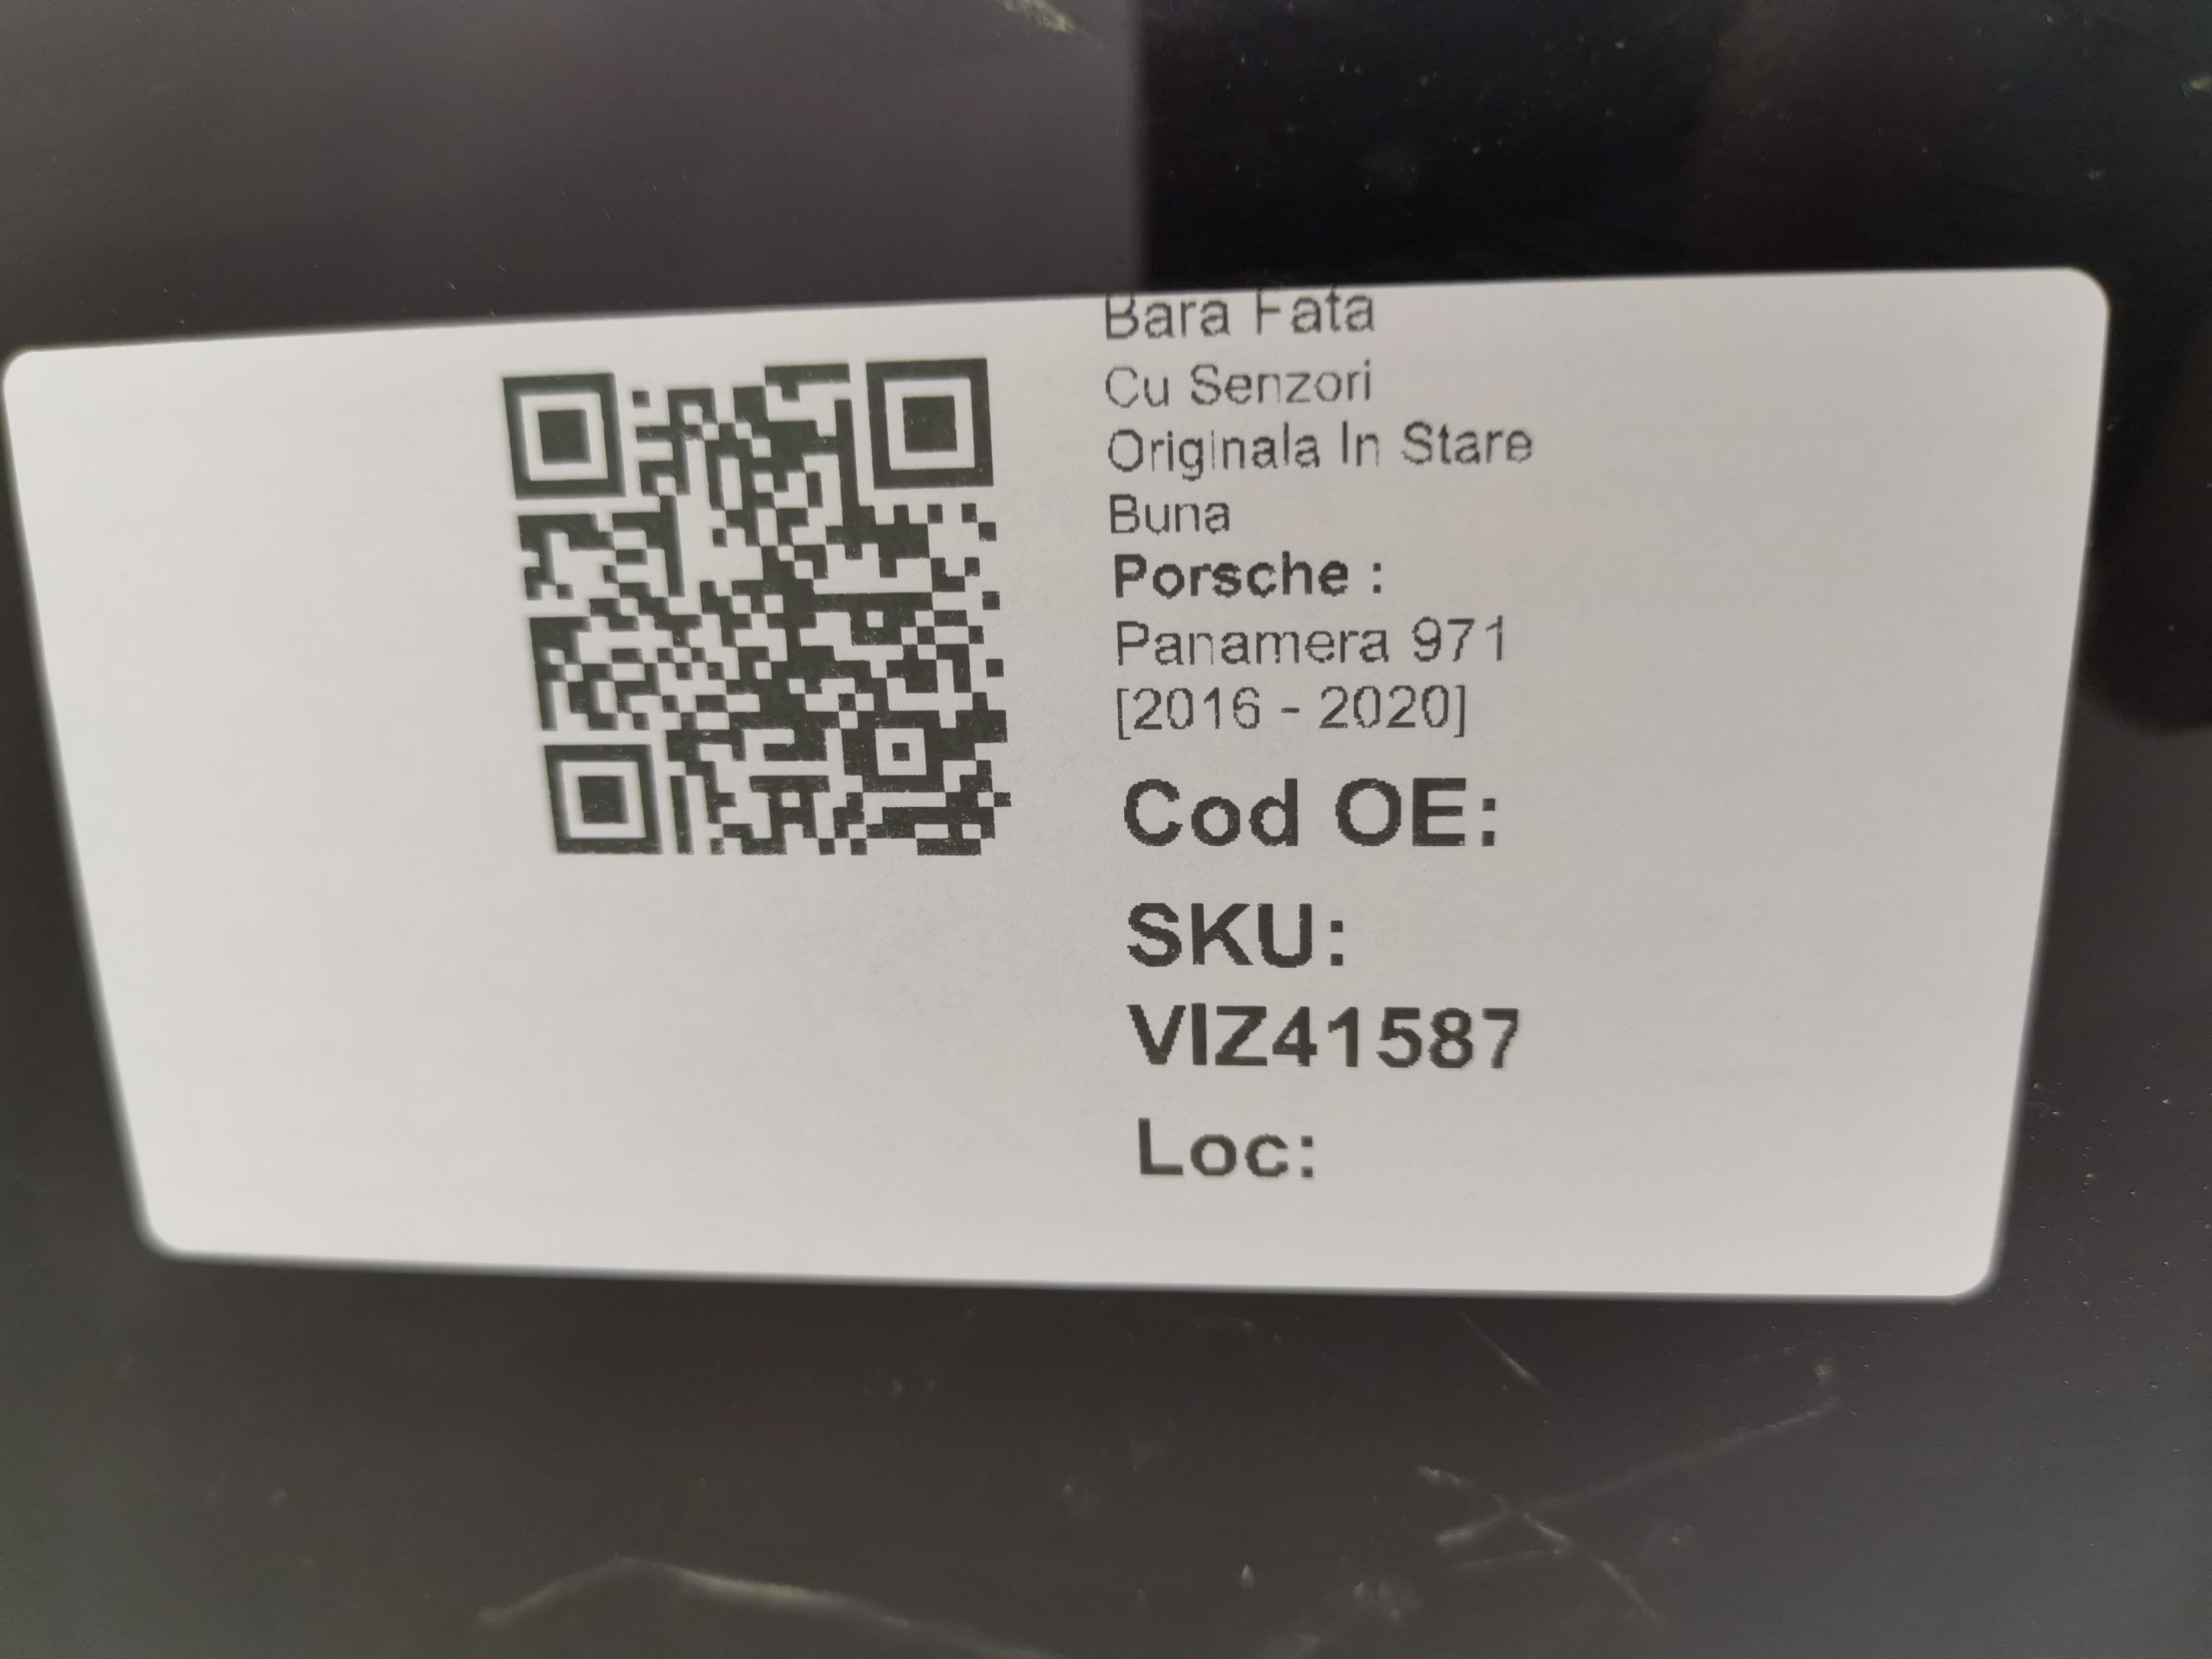 Bara Fata
Cu Senzori
Originala In Stare
Buna
Porsche :
Panamera 971
[2016 - 2020]
Cod OE:
SKU:
VIZ41587
Loc: